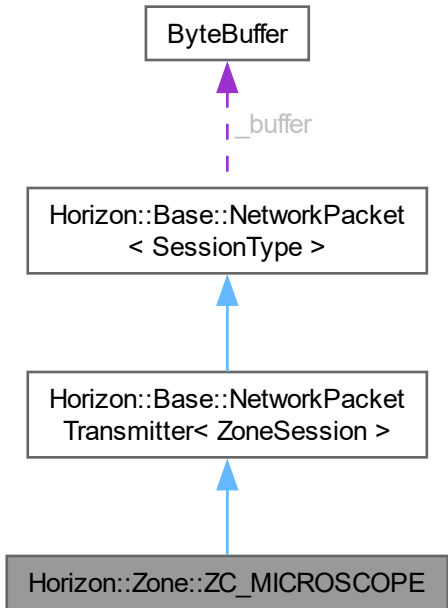 ByteBuffer
_buffer
Horizon::Base::NetworkPacket
< SessionType >
Horizon::Base::NetworkPacket
Transmitter< ZoneSession >
Horizon::Zone::ZC_MICROSCOPE